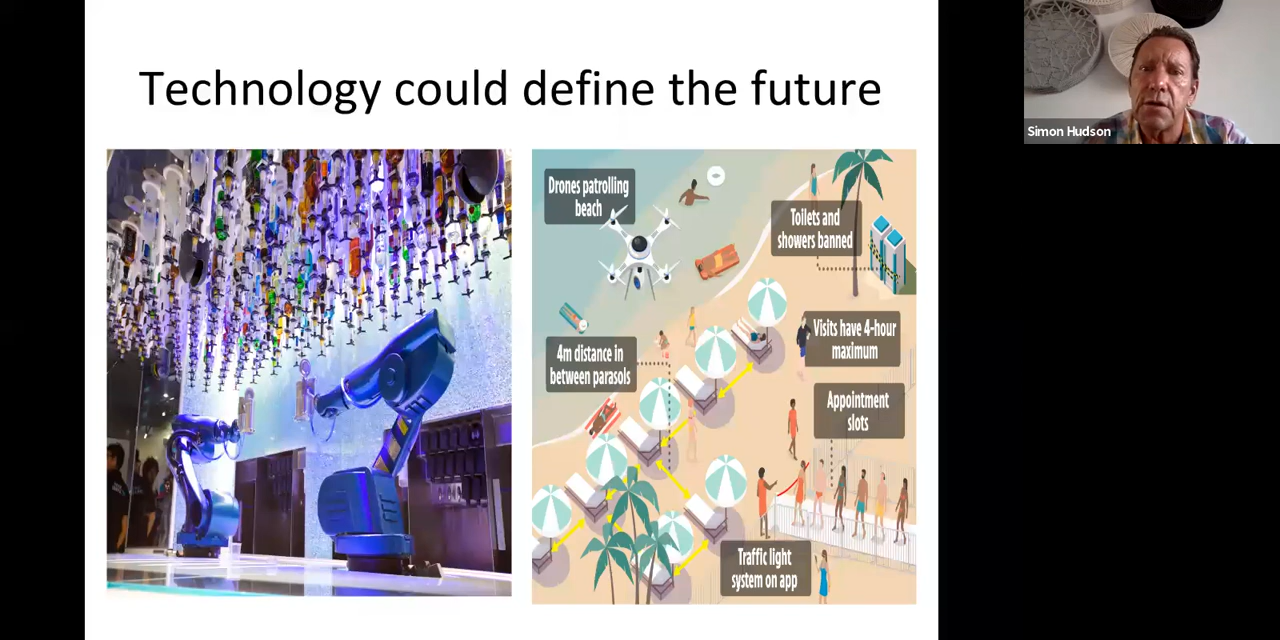 Technology could define the future
Simon Hudson
Drones patrolling
beach
Toilets and
showers banned
4m distance in
between parasols
Visits have 4-hour
maximum
Appointment
slots
Traffic light
system on app